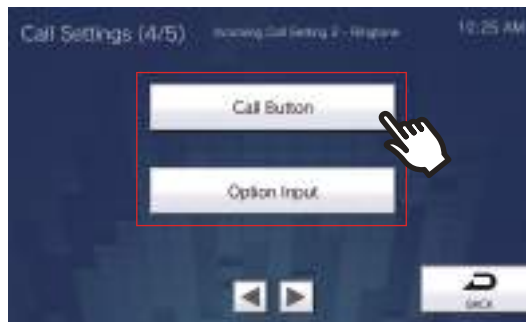 Call Settings (4/5)
Incoming Call Setting 2 - Ringtone
10:25 AM
Call Button
Option Input
BACK